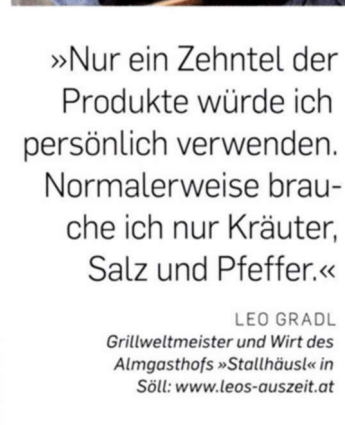 »Nur ein Zehntel der
Produkte würde ich
persönlich verwenden.
Normalerweise brau-
che ich nur Kräuter,
Salz und Pfeffer.«
LEO GRADL
Grillweltmeister und Wirt des
Almgasthofs »Stallhäusl« in
Söll: www.leos-auszeit.at